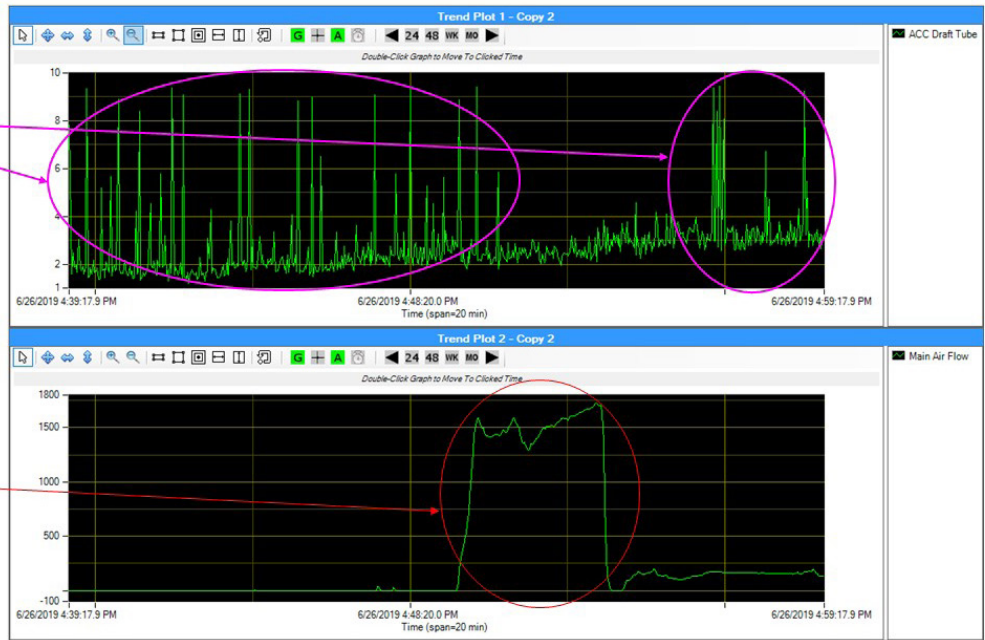 Trend Plot 1 - Copy 2
24 48 WK MO
G A
ACC Draft Tube
Double-Click Graph to Move To Clicked Time
10
8
6
4
2
1
6/26/2019 4:39:17.9 PM
6/26/2019 4:48:20.0 PM
6/26/2019 4:59:17.9 PM
Time (span=20 min)
Trend Plot 2 - Copy 2
G A
24 48 WK MO
Main Air Flow
Double-Click Graph to Move To Clicked Time
1800
1500
1000
500
-100
6/26/2019 4:39:17.9 PM
6/26/2019 4:48:20.0 PM
6/26/2019 4:59:17.9 PM
Time (span=20 min)